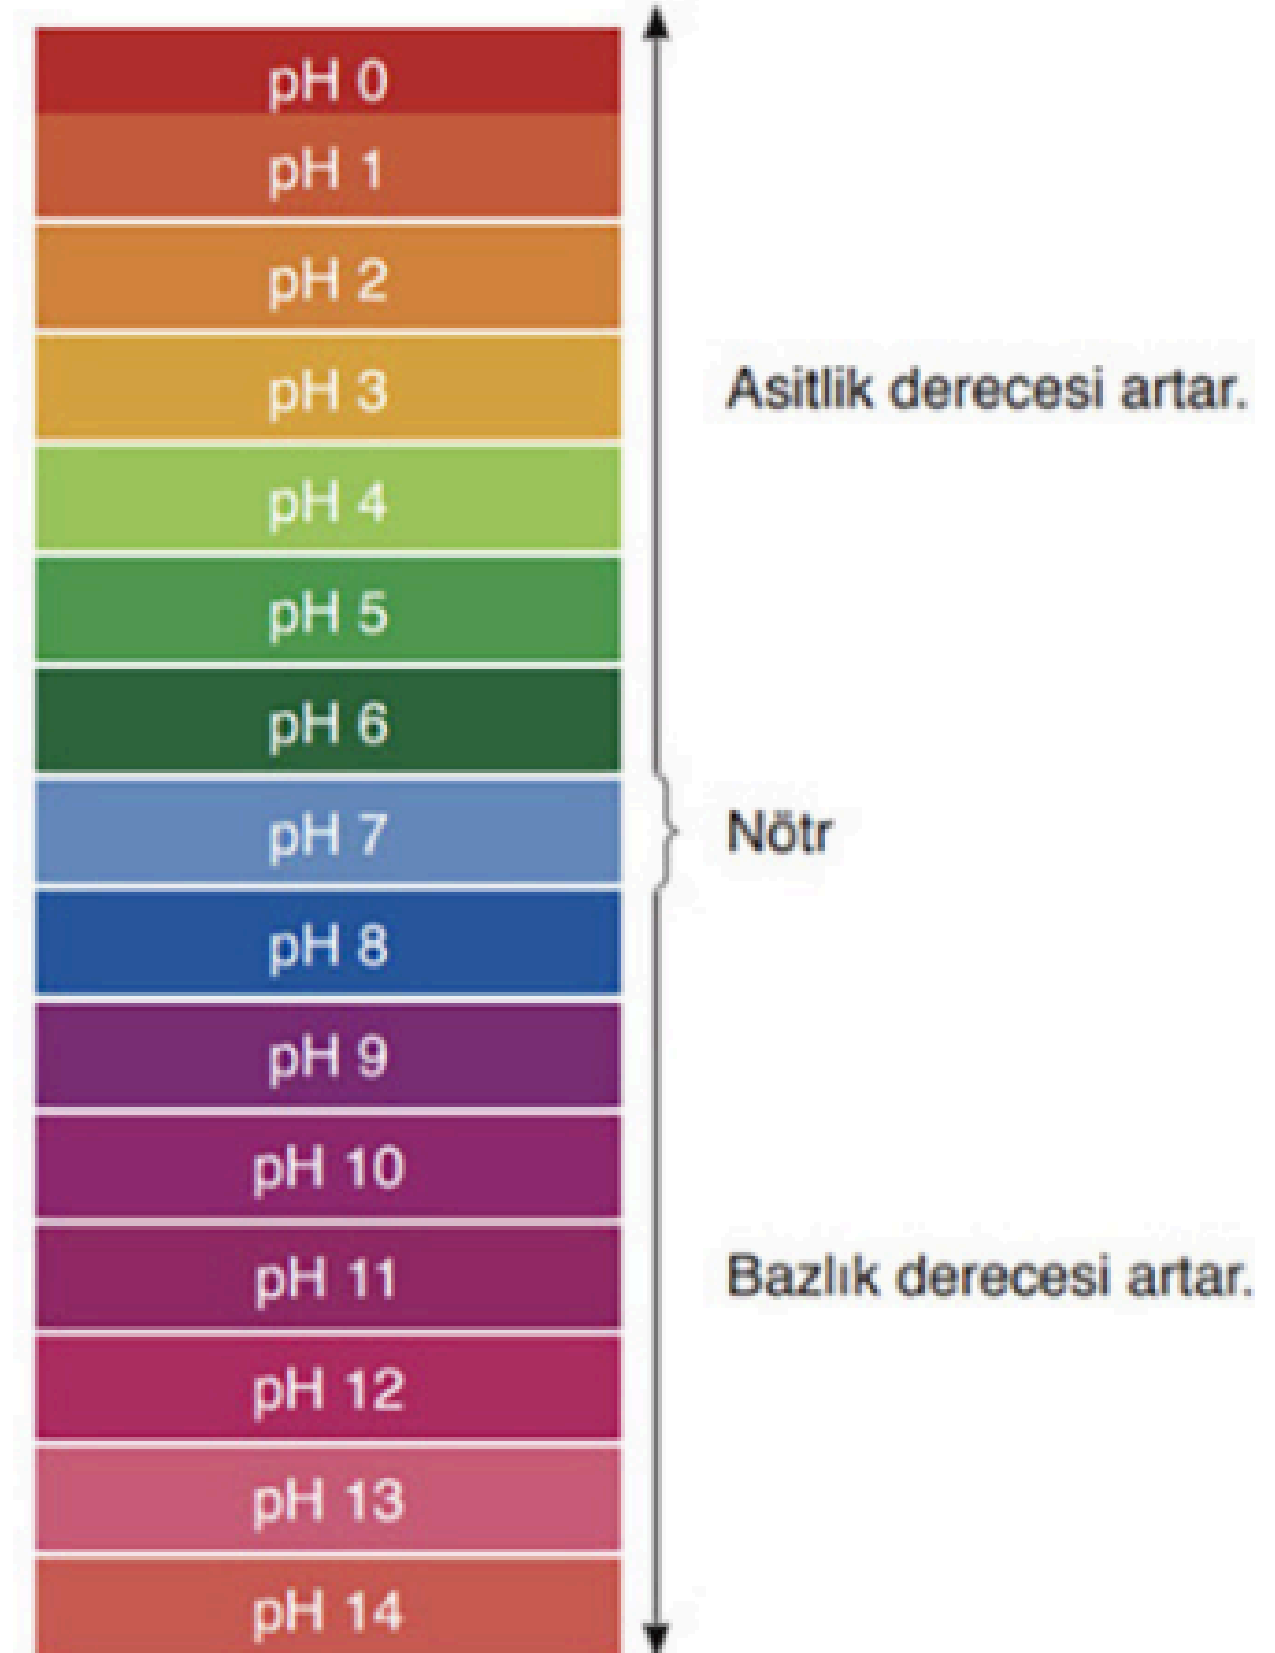 pH 0
pH 1
pH 2
pH 3
Asitlik derecesi artar.
pH 4
pH 5
pH 6
pH 7
Nötr
pH 8
pH 9
pH 10
pH 11
Bazlık derecesi artar.
pH 12
pH 13
pH 14